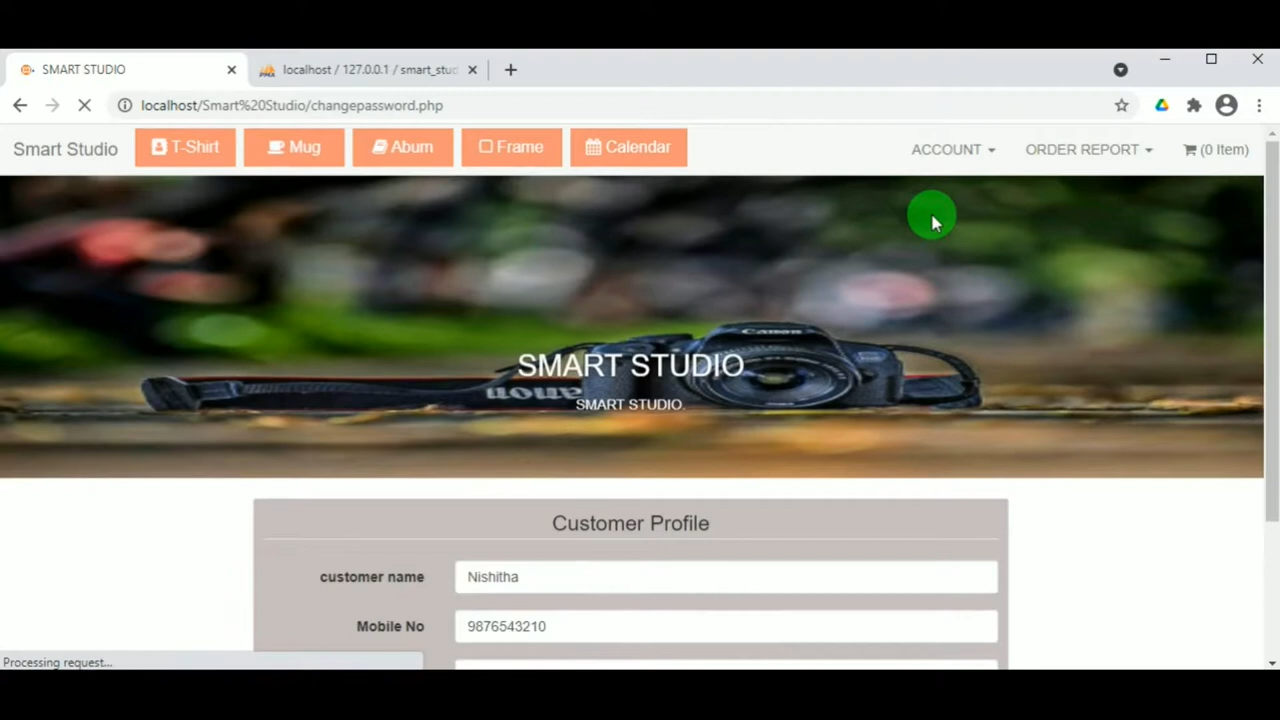 SMART STUDIO
localhost / 127.0.0.1 / smart_stud
localhost/Smart%20Studio/changepassword.php
Smart Studio T-Shirt Mug Abum Frame Calendar ACCOUNT ORDER REPORT (0 Item)
Canon
SMART STUDIO
Canon
SMART STUDIO.
Customer Profile
customer name Nishitha
Mobile No 9876543210
Processing request...